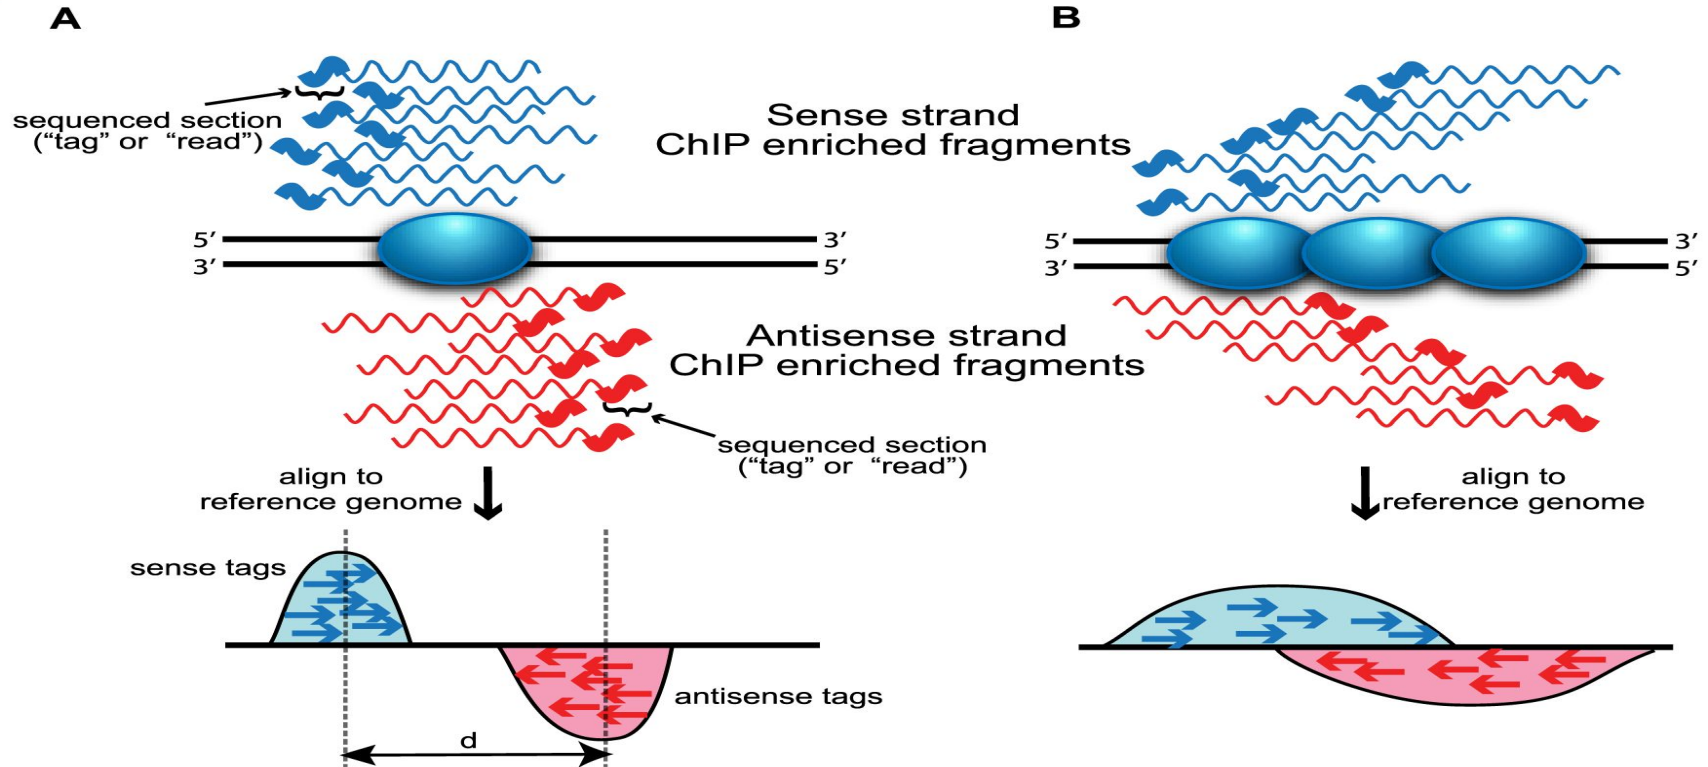 A
B
sequenced section
(“tag” or “read”)
Sense strand
ChIP enriched fragments
5′
3′
3′
5′
5′
3′
3′
5′
Antisense strand
ChIP enriched fragments
sequenced section
(“tag” or “read”)
align to
reference genome
align to
reference genome
sense tags
antisense tags
d